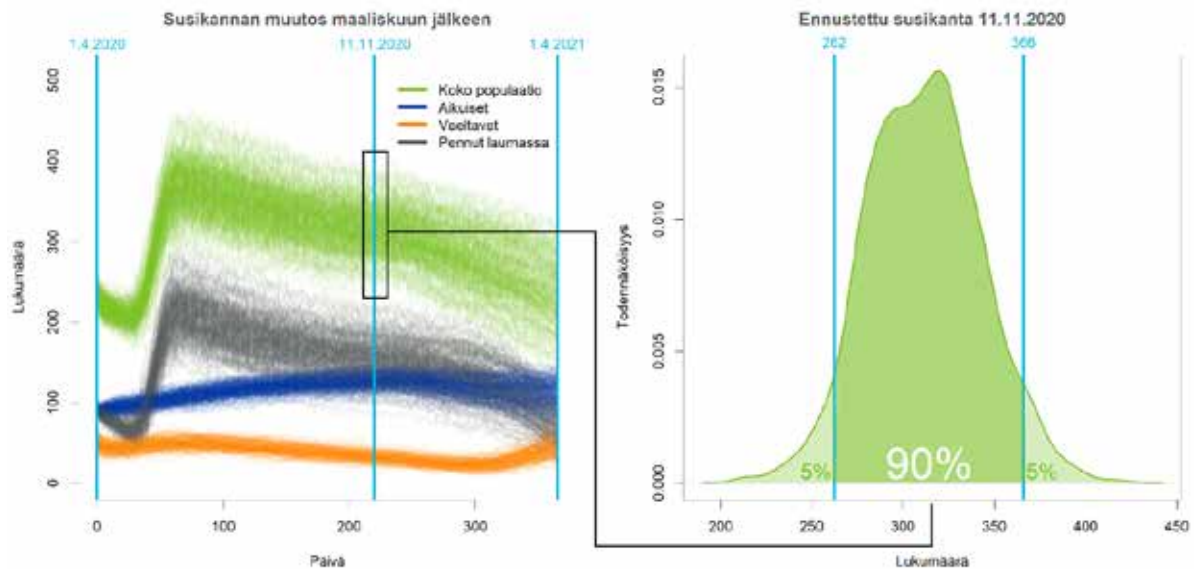 Susikannan muutos maaliskuun jälkeen
1.4.2020
11.11.2020
1.4.2021
Koko populaatio
Aikuiset
Vaeltavat
Pennut laumassa
Lukumäärä
500
400
300
200
100
0
0
100
200
300
Päivä
Ennustettu susikanta 11.11.2020
262
366
Todennäköisyys
0.015
0.010
0.005
0.000
5%
90%
5%
200
250
300
350
400
450
Lukumäärä